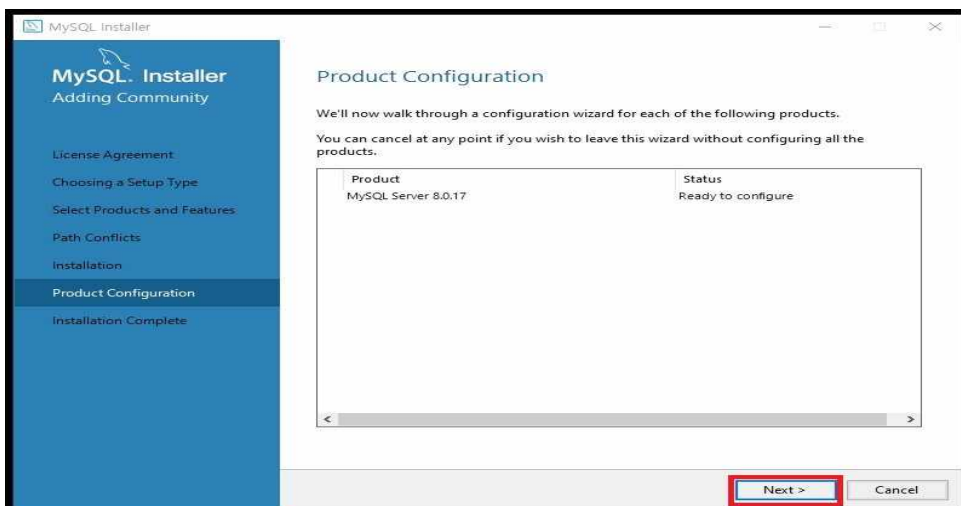 MySQL Installer
MySQL. Installer
Adding Community
License Agreement
Choosing a Setup Type
Select Products and Features
Path Conflicts
Installation
Product Configuration
Installation Complete
Product Configuration
We'll now walk through a configuration wizard for each of the following products.
You can cancel at any point if you wish to leave this wizard without configuring all the
products.
Product Status
MySQL Server 8.0.17 Ready to configure
Next > Cancel